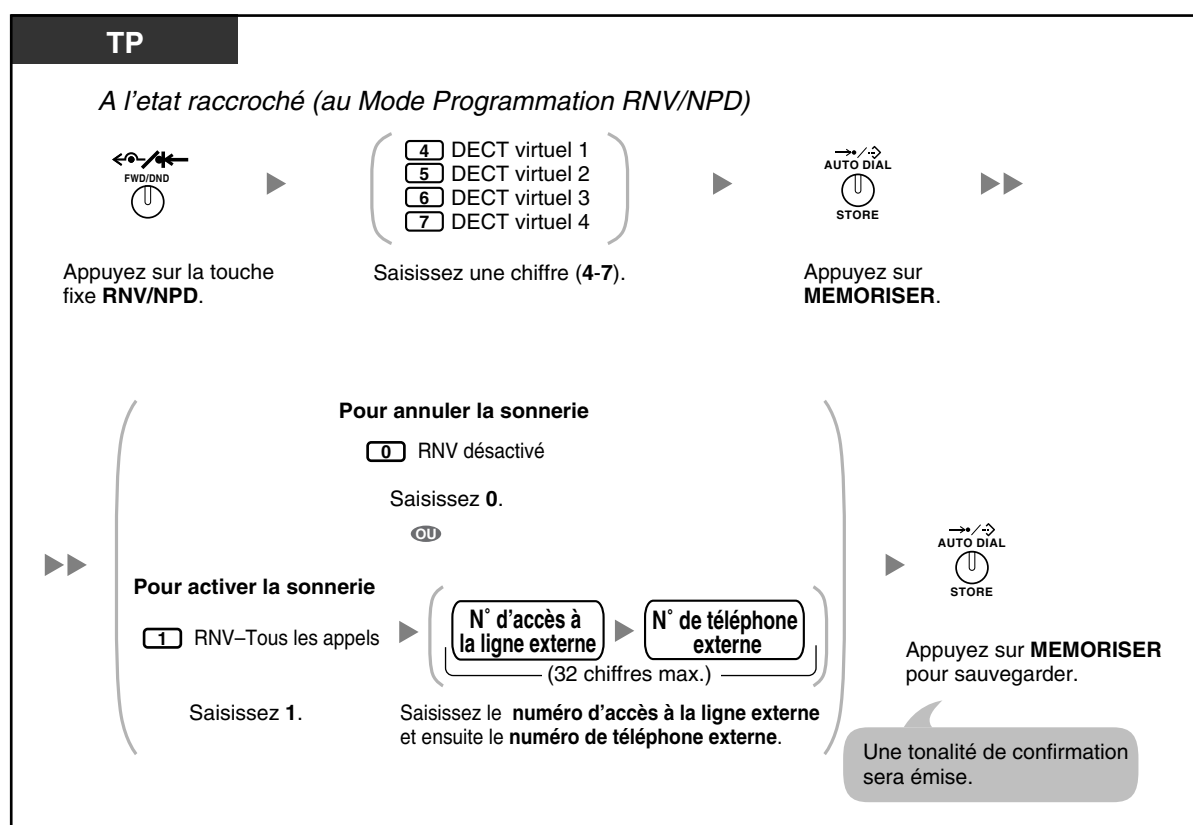 TP
A l'etat raccroché (au Mode Programmation RNV/NPD)
FWD/DND
4 DECT virtuel 1
5 DECT virtuel 2
6 DECT virtuel 3
7 DECT virtuel 4
AUTO DIAL
STORE
Appuyez sur la touche
fixe RNV/NPD.
Saisissez une chiffre (4-7).
Appuyez sur
MEMORISER.
Pour annuler la sonnerie
0 RNV désactivé
Saisissez 0.
OU
Pour activer la sonnerie
1 RNV–Tous les appels
Saisissez 1.
N° d'accès à
la ligne externe
N° de téléphone
externe
(32 chiffres max.)
Saisissez le numéro d'accès à la ligne externe
et ensuite le numéro de téléphone externe.
AUTO DIAL
STORE
Appuyez sur MEMORISER
pour sauvegarder.
Une tonalité de confirmation
sera émise.